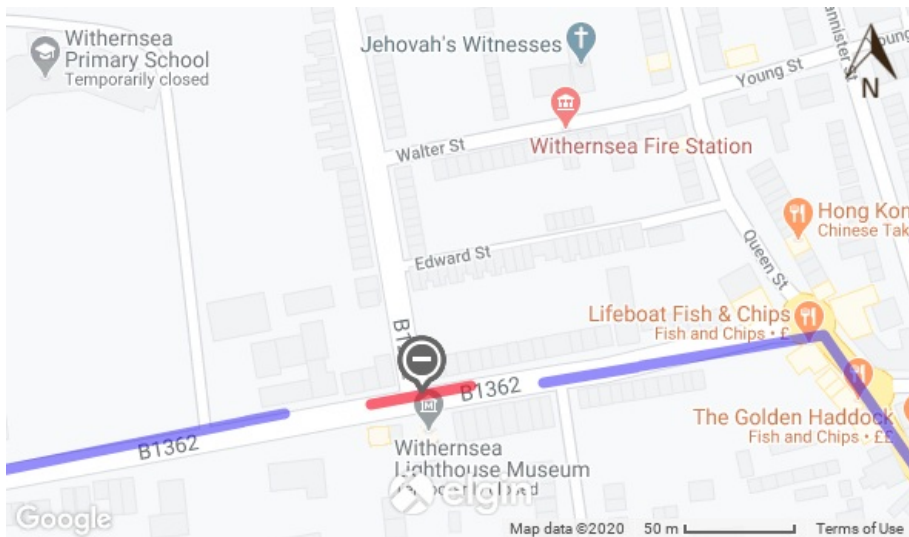 Withernsea
Primary School
Temporarily closed
Jehovah's Witnesses
Young St
N
Walter St
Withernsea Fire Station
Hong Kon
Chinese Tak
Edward St
Queen St
Lifeboat Fish & Chips
Fish and Chips • £
B1362
The Golden Haddock
Fish and Chips • ££
B1362
Withernsea
Lighthouse Museum
closed
elgin
Google
Map data ©2020
50 m
Terms of Use